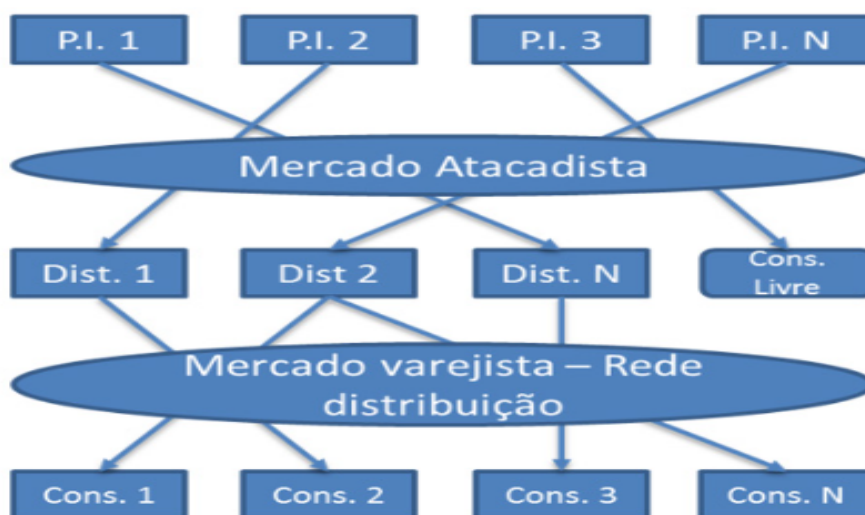 P.I. 1
P.I. 2
P.I. 3
P.I. N
Mercado Atacadista
Dist. 1
Dist 2
Dist. N
Cons.
Livre
Mercado varejista – Rede
distribuição
Cons. 1
Cons. 2
Cons. 3
Cons. N